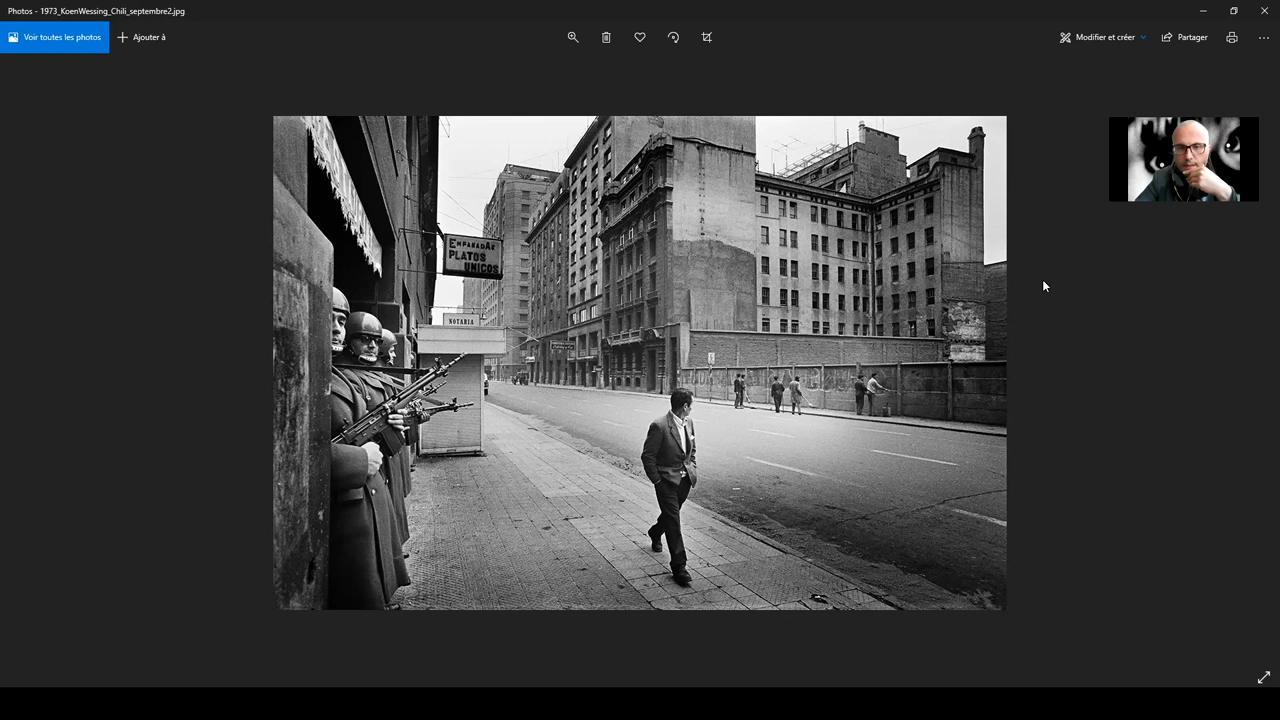 Photos - 1973_KoenWessing_Chili_septembre2.jpg
Voir toutes les photos
Ajouter à
Modifier et créer
Partager
EMPANADAS
PLATOS
UNICOS
NOTARIA